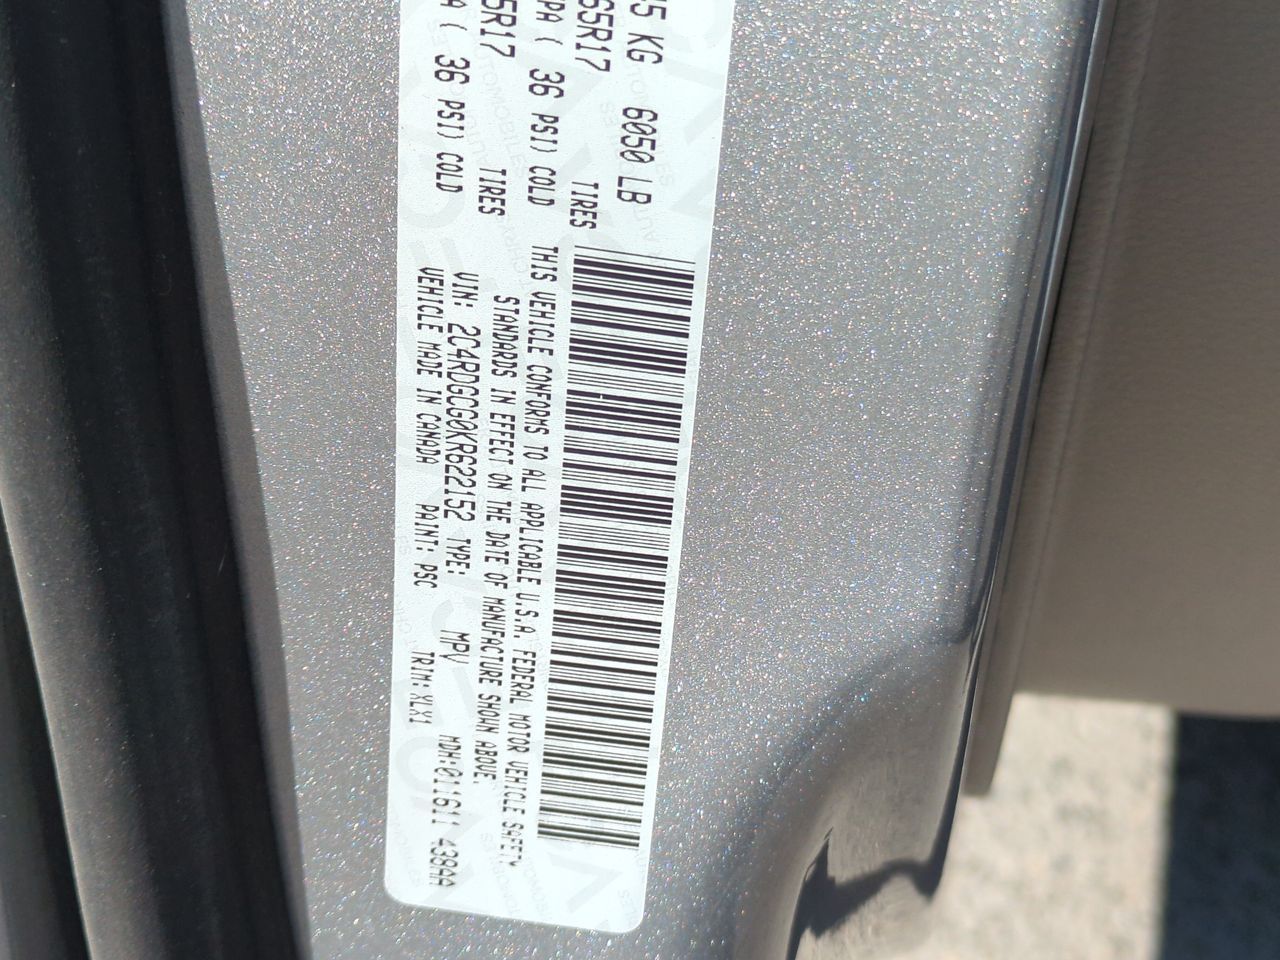 15 KG 6050 LB
65R17 TIRES
PA ( 36 PSI) COLD
5R17 TIRES
A ( 36 PSI) COLD
THIS VEHICLE CONFORMS TO ALL APPLICABLE U.S.A. FEDERAL MOTOR VEHICLE SAFETY
STANDARDS IN EFFECT ON THE DATE OF MANUFACTURE SHOWN ABOVE.
VIN: 2C4RDGCG0KR622152 TYPE: MPV
VEHICLE MADE IN CANADA PAINT: PSC TRIM: XLX1 MDH:011611 438AA